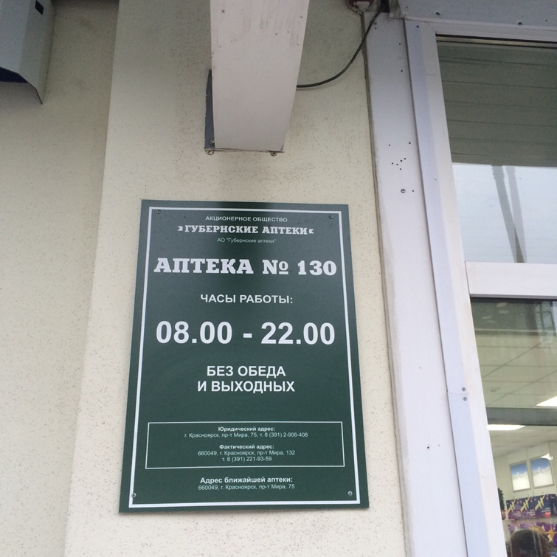 АКЦИОНЕРНОЕ ОБЩЕСТВО
"ГУБЕРНСКИЕ АПТЕКИ"
АО "Губернские аптеки"
АПТЕКА № 130
ЧАСЫ РАБОТЫ:
08.00 - 22.00
БЕЗ ОБЕДА
И ВЫХОДНЫХ
Юридический адрес:
г. Красноярск, пр-т Мира, 75, т. 8 (391) 2-900-406
Фактический адрес:
660049, г. Красноярск, пр-т Мира, 132
т. 8 (391) 221-93-59
Адрес ближайшей аптеки:
660049, г. Красноярск, пр-т Мира, 75